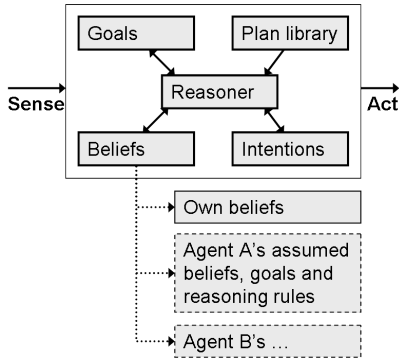 Goals
Plan library
Sense
Reasoner
Act
Beliefs
Intentions
Own beliefs
Agent A's assumed
beliefs, goals and
reasoning rules
Agent B's ...